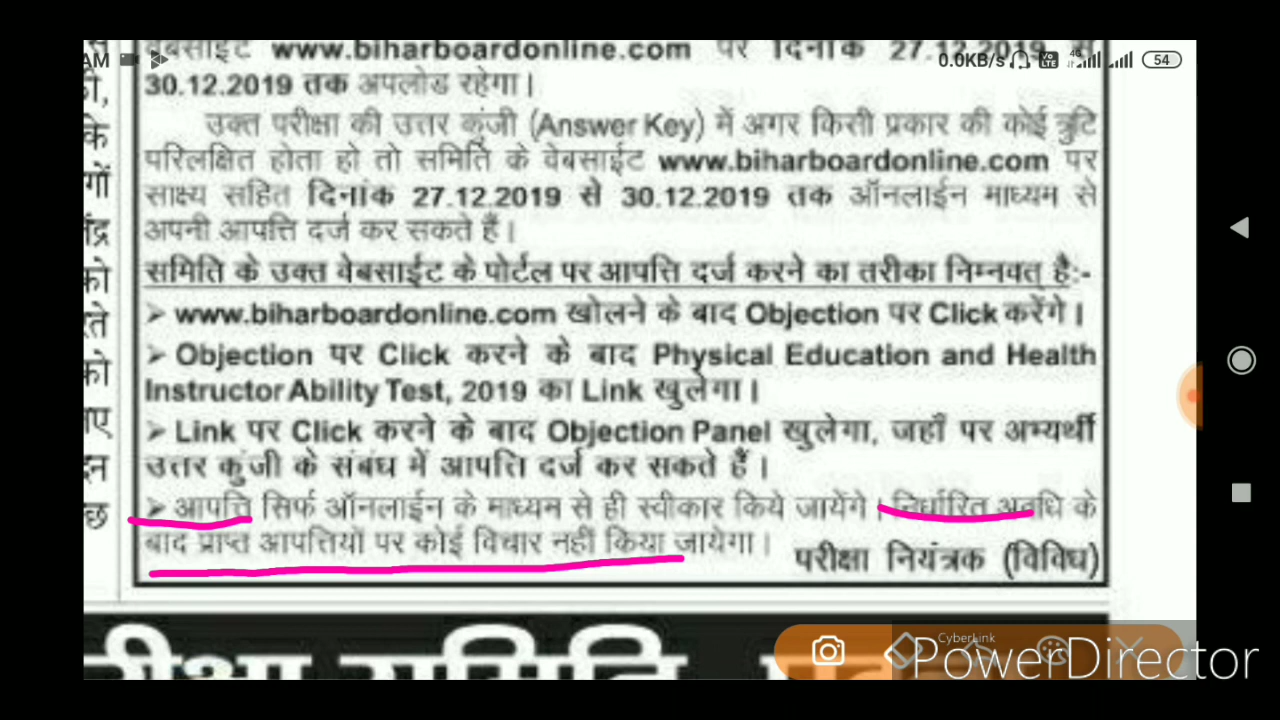 AM
0.0KB/s
VO LTE
4G
54
वेबसाईट www.biharboardonline.com पर दिनांक 27.12.2019 से
30.12.2019 तक अपलोड रहेगा।
उक्त परीक्षा की उत्तर कुंजी (Answer Key) में अगर किसी प्रकार की कोई त्रुटि
परिलक्षित होता हो तो समिति के वेबसाईट www.biharboardonline.com पर
साक्ष्य सहित दिनांक 27.12.2019 से 30.12.2019 तक ऑनलाईन माध्यम से
अपनी आपत्ति दर्ज कर सकते हैं।
समिति के उक्त वेबसाईट के पोर्टल पर आपत्ति दर्ज करने का तरीका निम्नवत् है:-
➢ www.biharboardonline.com खोलने के बाद Objection पर Click करेंगे।
➢ Objection पर Click करने के बाद Physical Education and Health
Instructor Ability Test, 2019 का Link खुलेगा।
➢ Link पर Click करने के बाद Objection Panel खुलेगा, जहाँ पर अभ्यर्थी
उत्तर कुंजी के संबंध में आपत्ति दर्ज कर सकते हैं।
➢ आपत्ति सिर्फ ऑनलाईन के माध्यम से ही स्वीकार किये जायेंगे। निर्धारित अवधि के
बाद प्राप्त आपत्तियों पर कोई विचार नहीं किया जायेगा।
परीक्षा नियंत्रक (विविध)
CyberLink
PowerDirector